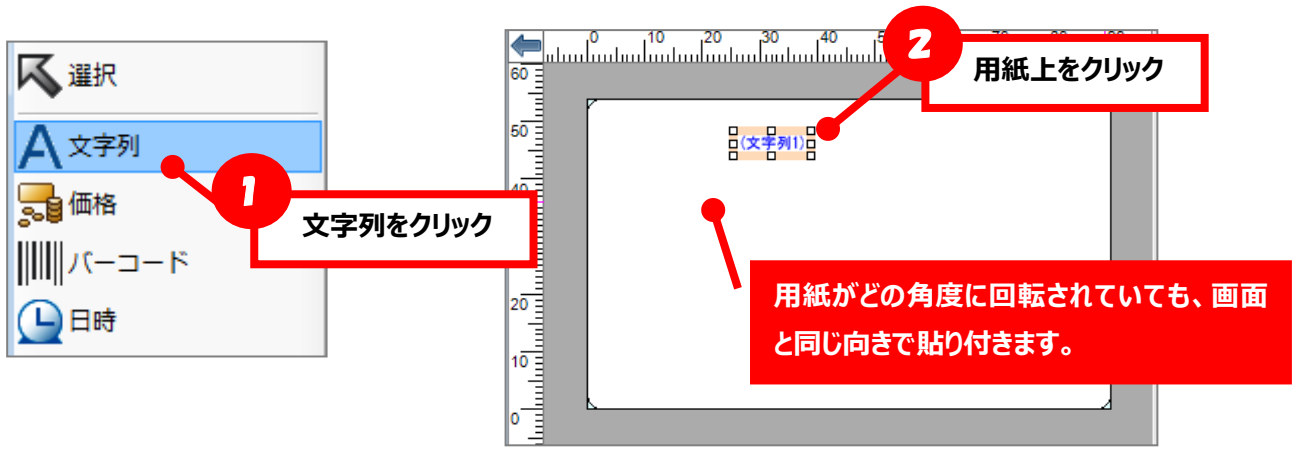 選択
文字列
価格
バーコード
日時
1
文字列をクリック
0 10 20 30 40
60
50
40
20
10
0
2
用紙上をクリック
(文字列1)
用紙がどの角度に回転されていても、画面
と同じ向きで貼り付きます。